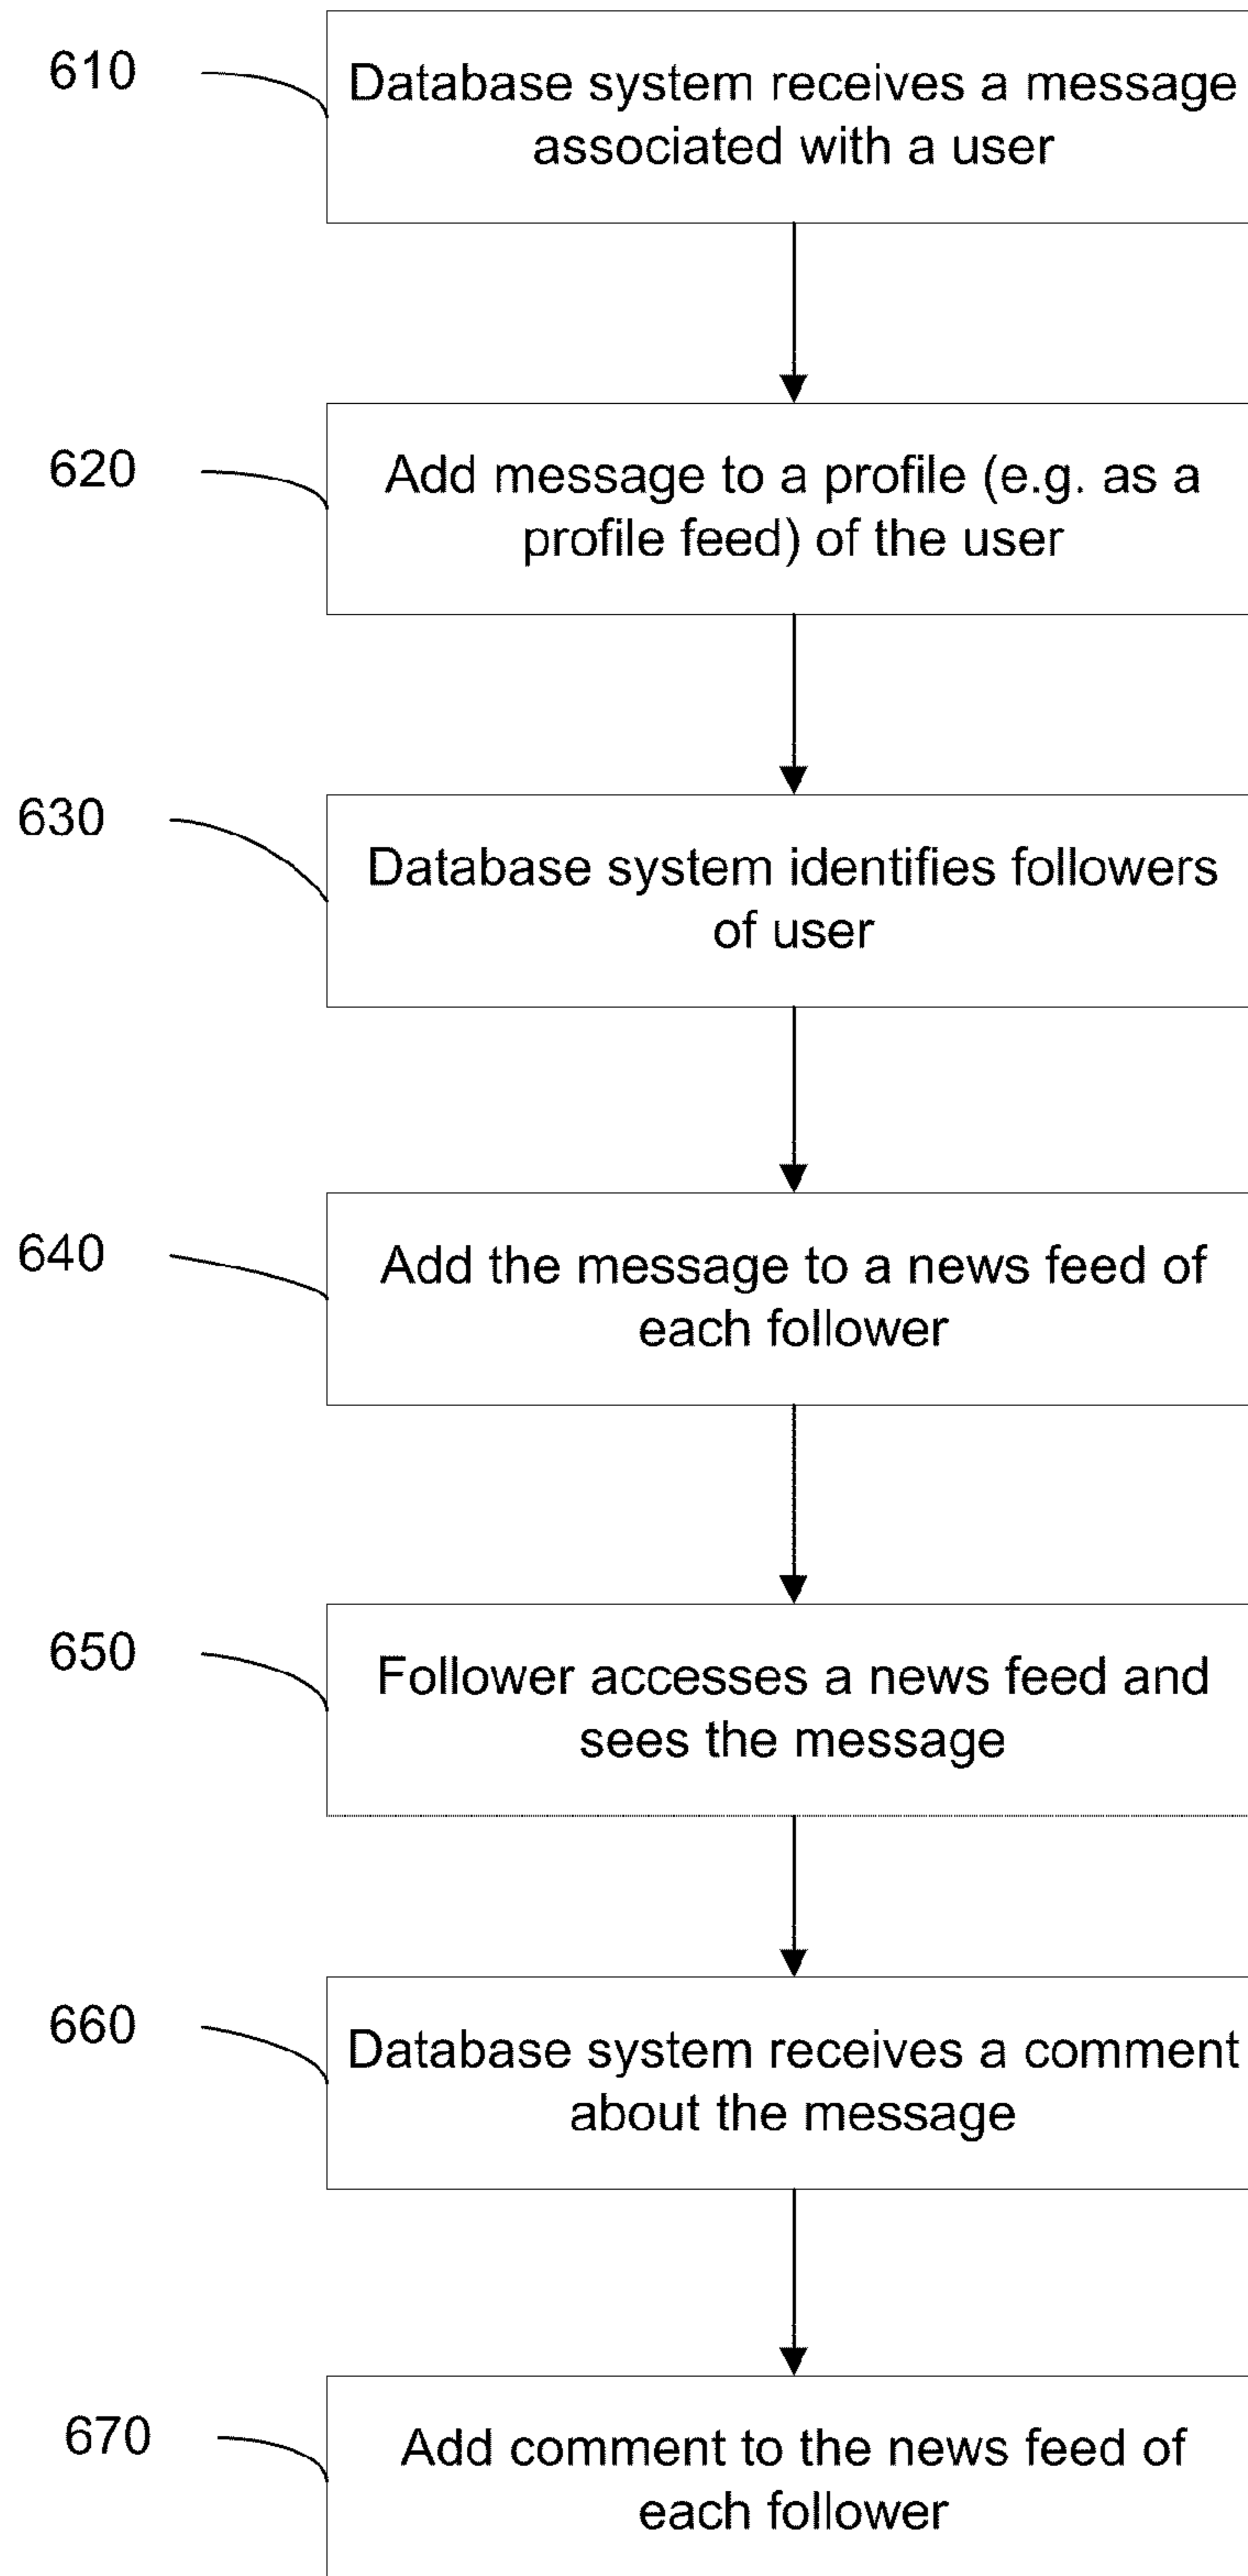 610
Database system receives a message
associated with a user
620
Add message to a profile (e.g. as a
profile feed) of the user
630
Database system identifies followers
of user
640
Add the message to a news feed of
each follower
650
Follower accesses a news feed and
sees the message
660
Database system receives a comment
about the message
670
Add comment to the news feed of
each follower